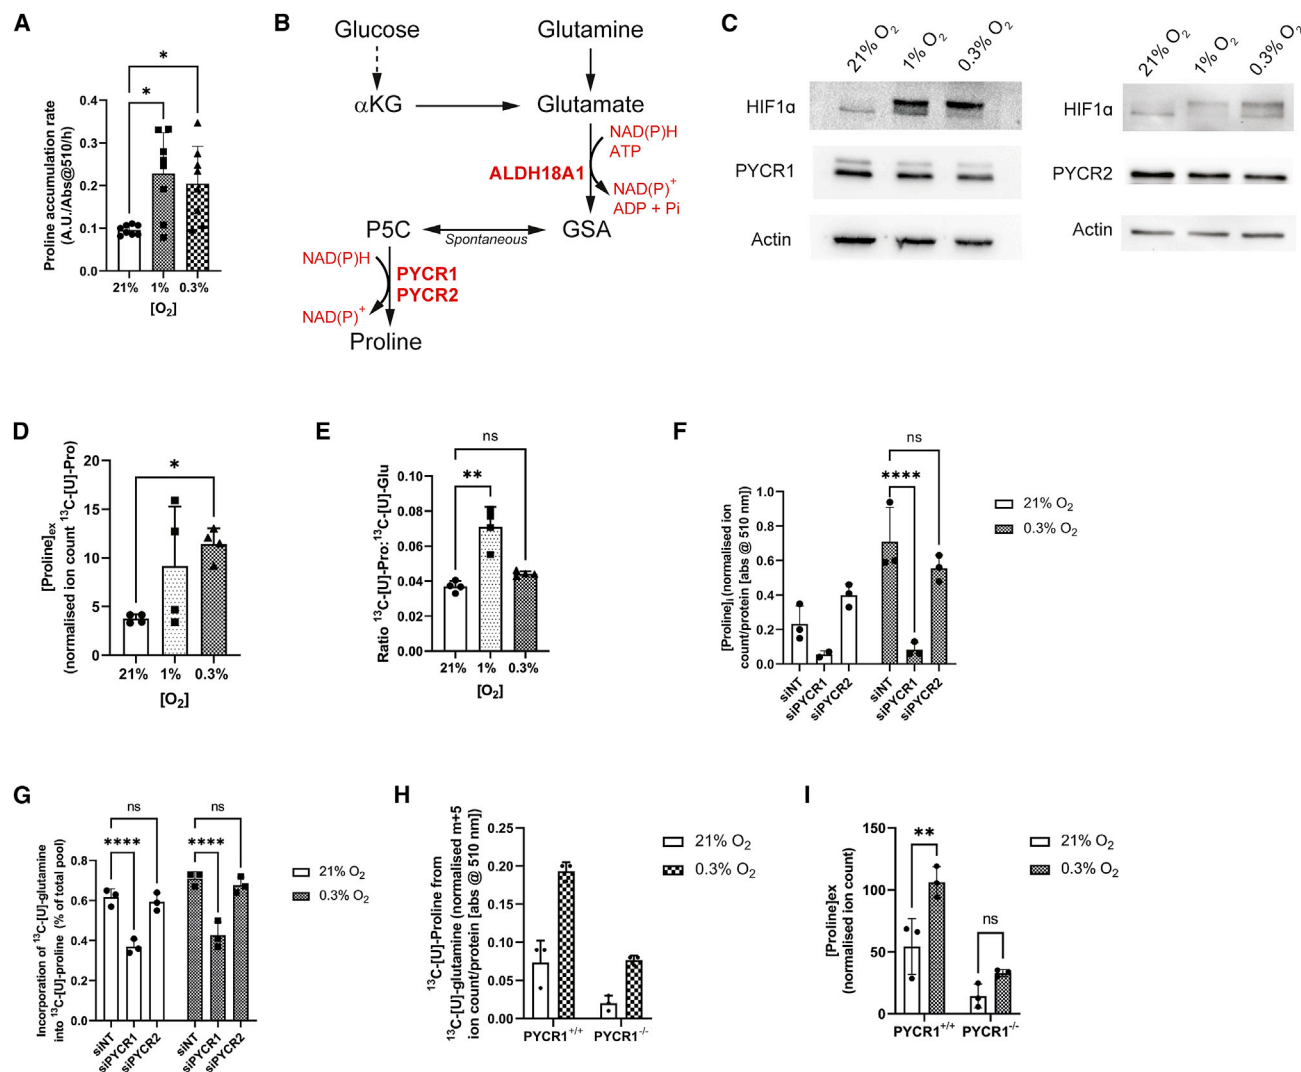 A
Proline accumulation rate
(A.U./Abs@510/h)
0.4
0.3
0.2
0.1
0.0
*
*
21%
1%
0.3%
[O2]
B
Glucose
Glutamine
αKG
Glutamate
NAD(P)H
ATP
ALDH18A1
NAD(P)+
ADP + Pi
P5C
Spontaneous
GSA
NAD(P)H
PYCR1
PYCR2
NAD(P)+
Proline
C
21% O2
1% O2
0.3% O2
HIF1α
PYCR1
Actin
21% O2
1% O2
0.3% O2
HIF1α
PYCR2
Actin
D
[Proline]ex
(normalised ion count 13C-[U]-Pro)
20
15
10
5
0
*
21%
1%
0.3%
[O2]
E
Ratio 13C-[U]-Pro:13C-[U]-Glu
0.10
0.08
0.06
0.04
0.02
0.00
ns
**
21%
1%
0.3%
[O2]
F
[Proline]i (normalised ion
count/protein [abs @ 510 nm])
1.0
0.8
0.6
0.4
0.2
0.0
ns
****
siNT
siPYCR1
siPYCR2
siNT
siPYCR1
siPYCR2
21% O2
0.3% O2
G
Incorporation of 13C-[U]-glutamine
into 13C-[U]-proline (% of total pool)
0.8
0.6
0.4
0.2
0.0
ns
****
ns
****
siNT
siPYCR1
siPYCR2
siNT
siPYCR1
siPYCR2
21% O2
0.3% O2
H
13C-[U]-Proline from
13C-[U]-glutamine (normalised m+5
ion count/protein [abs @ 510 nm])
0.25
0.20
0.15
0.10
0.05
0.00
PYCR1+/+
PYCR1-/-
21% O2
0.3% O2
I
[Proline]ex
(normalised ion count)
150
100
50
0
**
ns
PYCR1+/+
PYCR1-/-
21% O2
0.3% O2